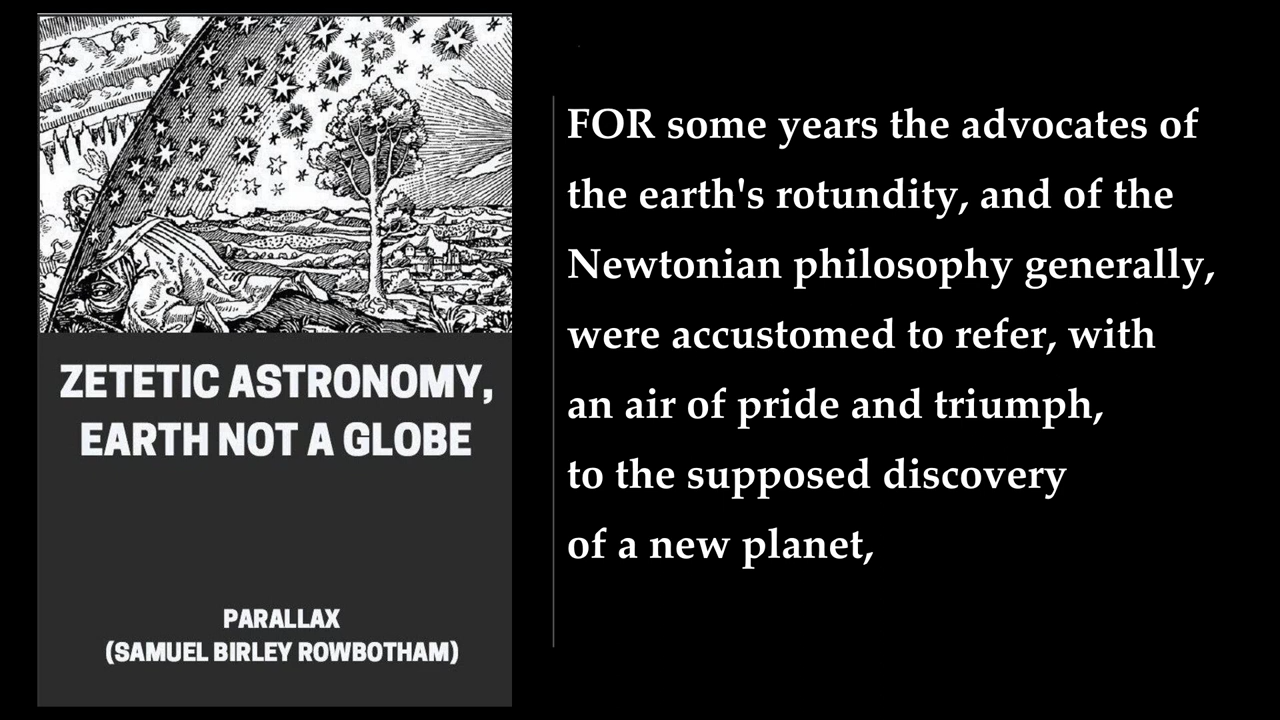 ZETETIC ASTRONOMY,
EARTH NOT A GLOBE
PARALLAX
(SAMUEL BIRLEY ROWBOTHAM)
FOR some years the advocates of
the earth's rotundity, and of the
Newtonian philosophy generally,
were accustomed to refer, with
an air of pride and triumph,
to the supposed discovery
of a new planet,